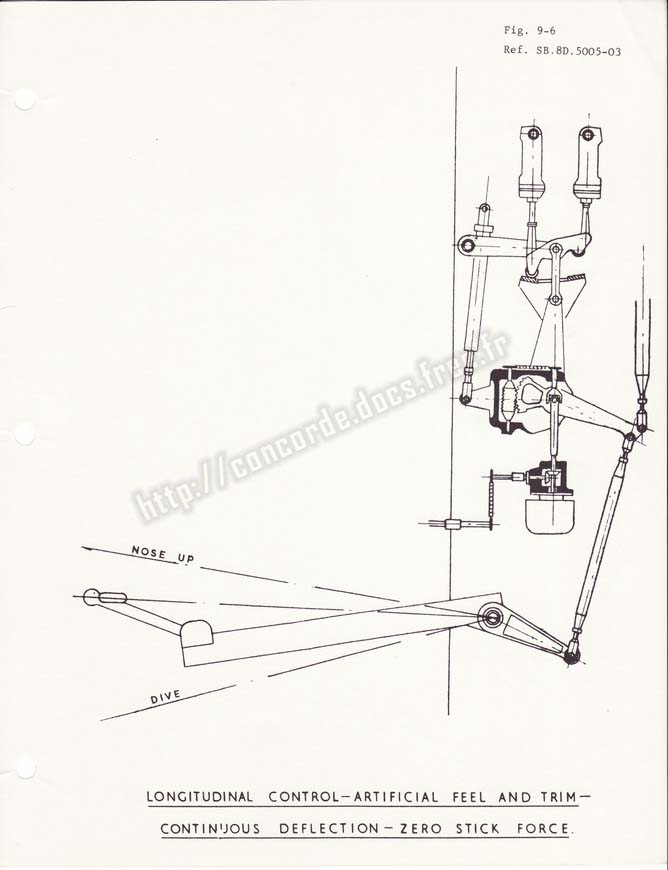 Fig. 9-6
Ref. SB.8D.5005-03
http://concorde.docs.free.fr
NOSE UP
DIVE
LONGITUDINAL CONTROL—ARTIFICIAL FEEL AND TRIM—
CONTINUOUS DEFLECTION—ZERO STICK FORCE.